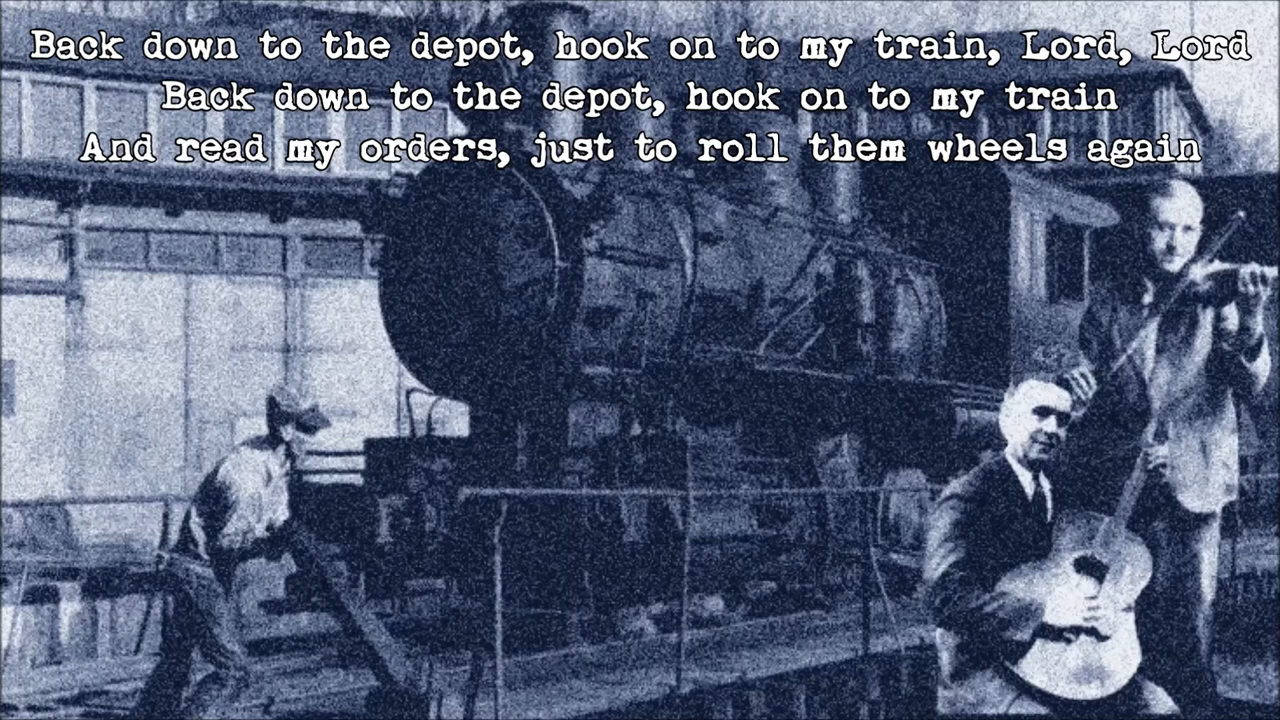 Back down to the depot, hook on to my train, Lord, Lord
Back down to the depot, hook on to my train
And read my orders, just to roll them wheels again